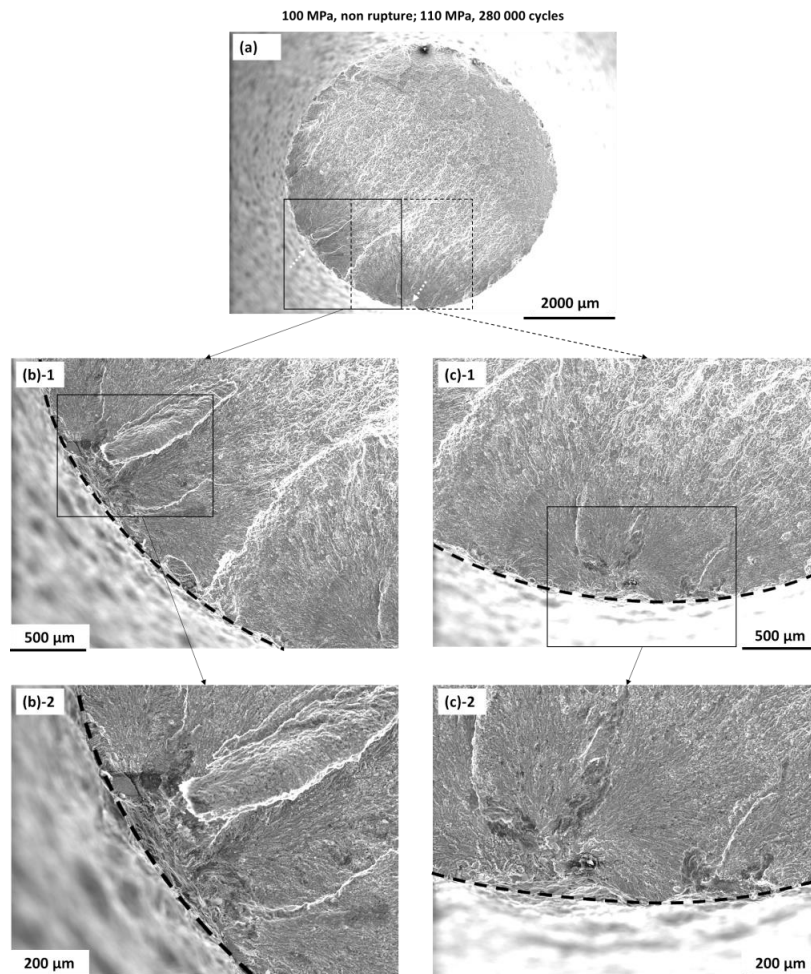 100 MPa, non rupture; 110 MPa, 280 000 cycles
(a)
2000 µm
(b)-1
500 µm
(c)-1
500 µm
(b)-2
200 µm
(c)-2
200 µm